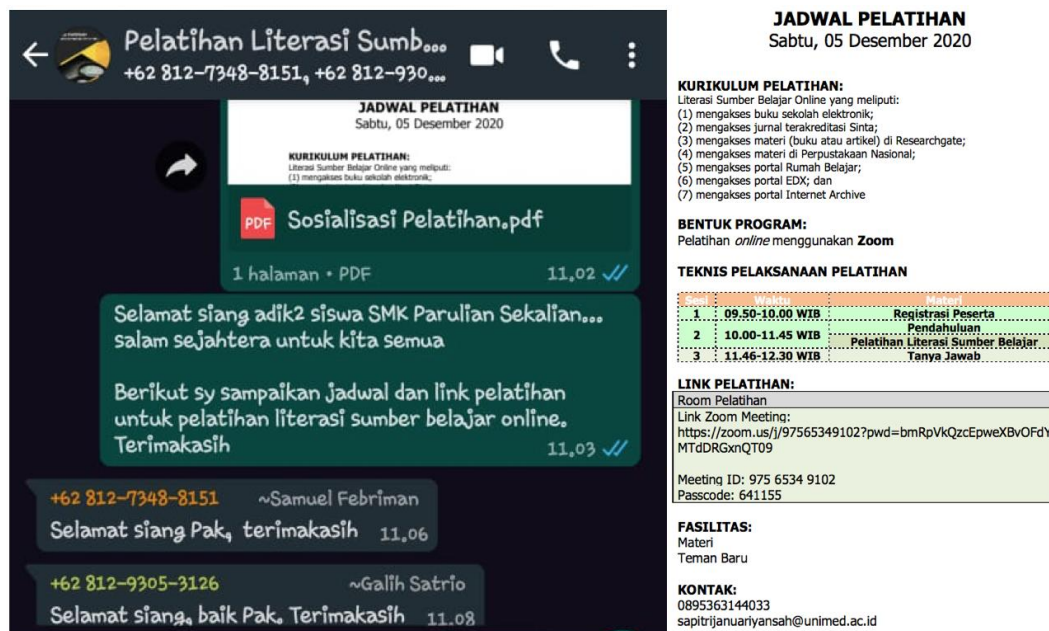 Pelatihan Literasi Sumb...
+62 812-7348-8151, +62 812-930...
JADWAL PELATIHAN
Sabtu, 05 Desember 2020
KURIKULUM PELATIHAN:
Literasi Sumber Belajar Online yang meliputi:
(1) mengakses buku sekolah elektronik;
PDF
Sosialisasi Pelatihan.pdf
1 halaman • PDF 11.02
Selamat siang adik2 siswa SMK Parulian Sekalian...
salam sejahtera untuk kita semua
Berikut sy sampaikan jadwal dan link pelatihan
untuk pelatihan literasi sumber belajar online.
Terimakasih 11.03
+62 812-7348-8151 ~Samuel Febriman
Selamat siang Pak, terimakasih 11.06
+62 812-9305-3126 ~Galih Satrio
Selamat siang, baik Pak. Terimakasih 11.08
JADWAL PELATIHAN
Sabtu, 05 Desember 2020
KURIKULUM PELATIHAN:
Literasi Sumber Belajar Online yang meliputi:
(1) mengakses buku sekolah elektronik;
(2) mengakses jurnal terakreditasi Sinta;
(3) mengakses materi (buku atau artikel) di Researchgate;
(4) mengakses materi di Perpustakaan Nasional;
(5) mengakses portal Rumah Belajar;
(6) mengakses portal EDX; dan
(7) mengakses portal Internet Archive
BENTUK PROGRAM:
Pelatihan online menggunakan Zoom
TEKNIS PELAKSANAAN PELATIHAN
Sesi Waktu Materi
1 09.50-10.00 WIB Registrasi Peserta
2 10.00-11.45 WIB Pendahuluan
Pelatihan Literasi Sumber Belajar
3 11.46-12.30 WIB Tanya Jawab
LINK PELATIHAN:
Room Pelatihan
Link Zoom Meeting:
https://zoom.us/j/97565349102?pwd=bmRpVkQzcEpweXBvOFdY
MTdDRGxnQT09
Meeting ID: 975 6534 9102
Passcode: 641155
FASILITAS:
Materi
Teman Baru
KONTAK:
0895363144033
sapitrijanuariyansah@unimed.ac.id